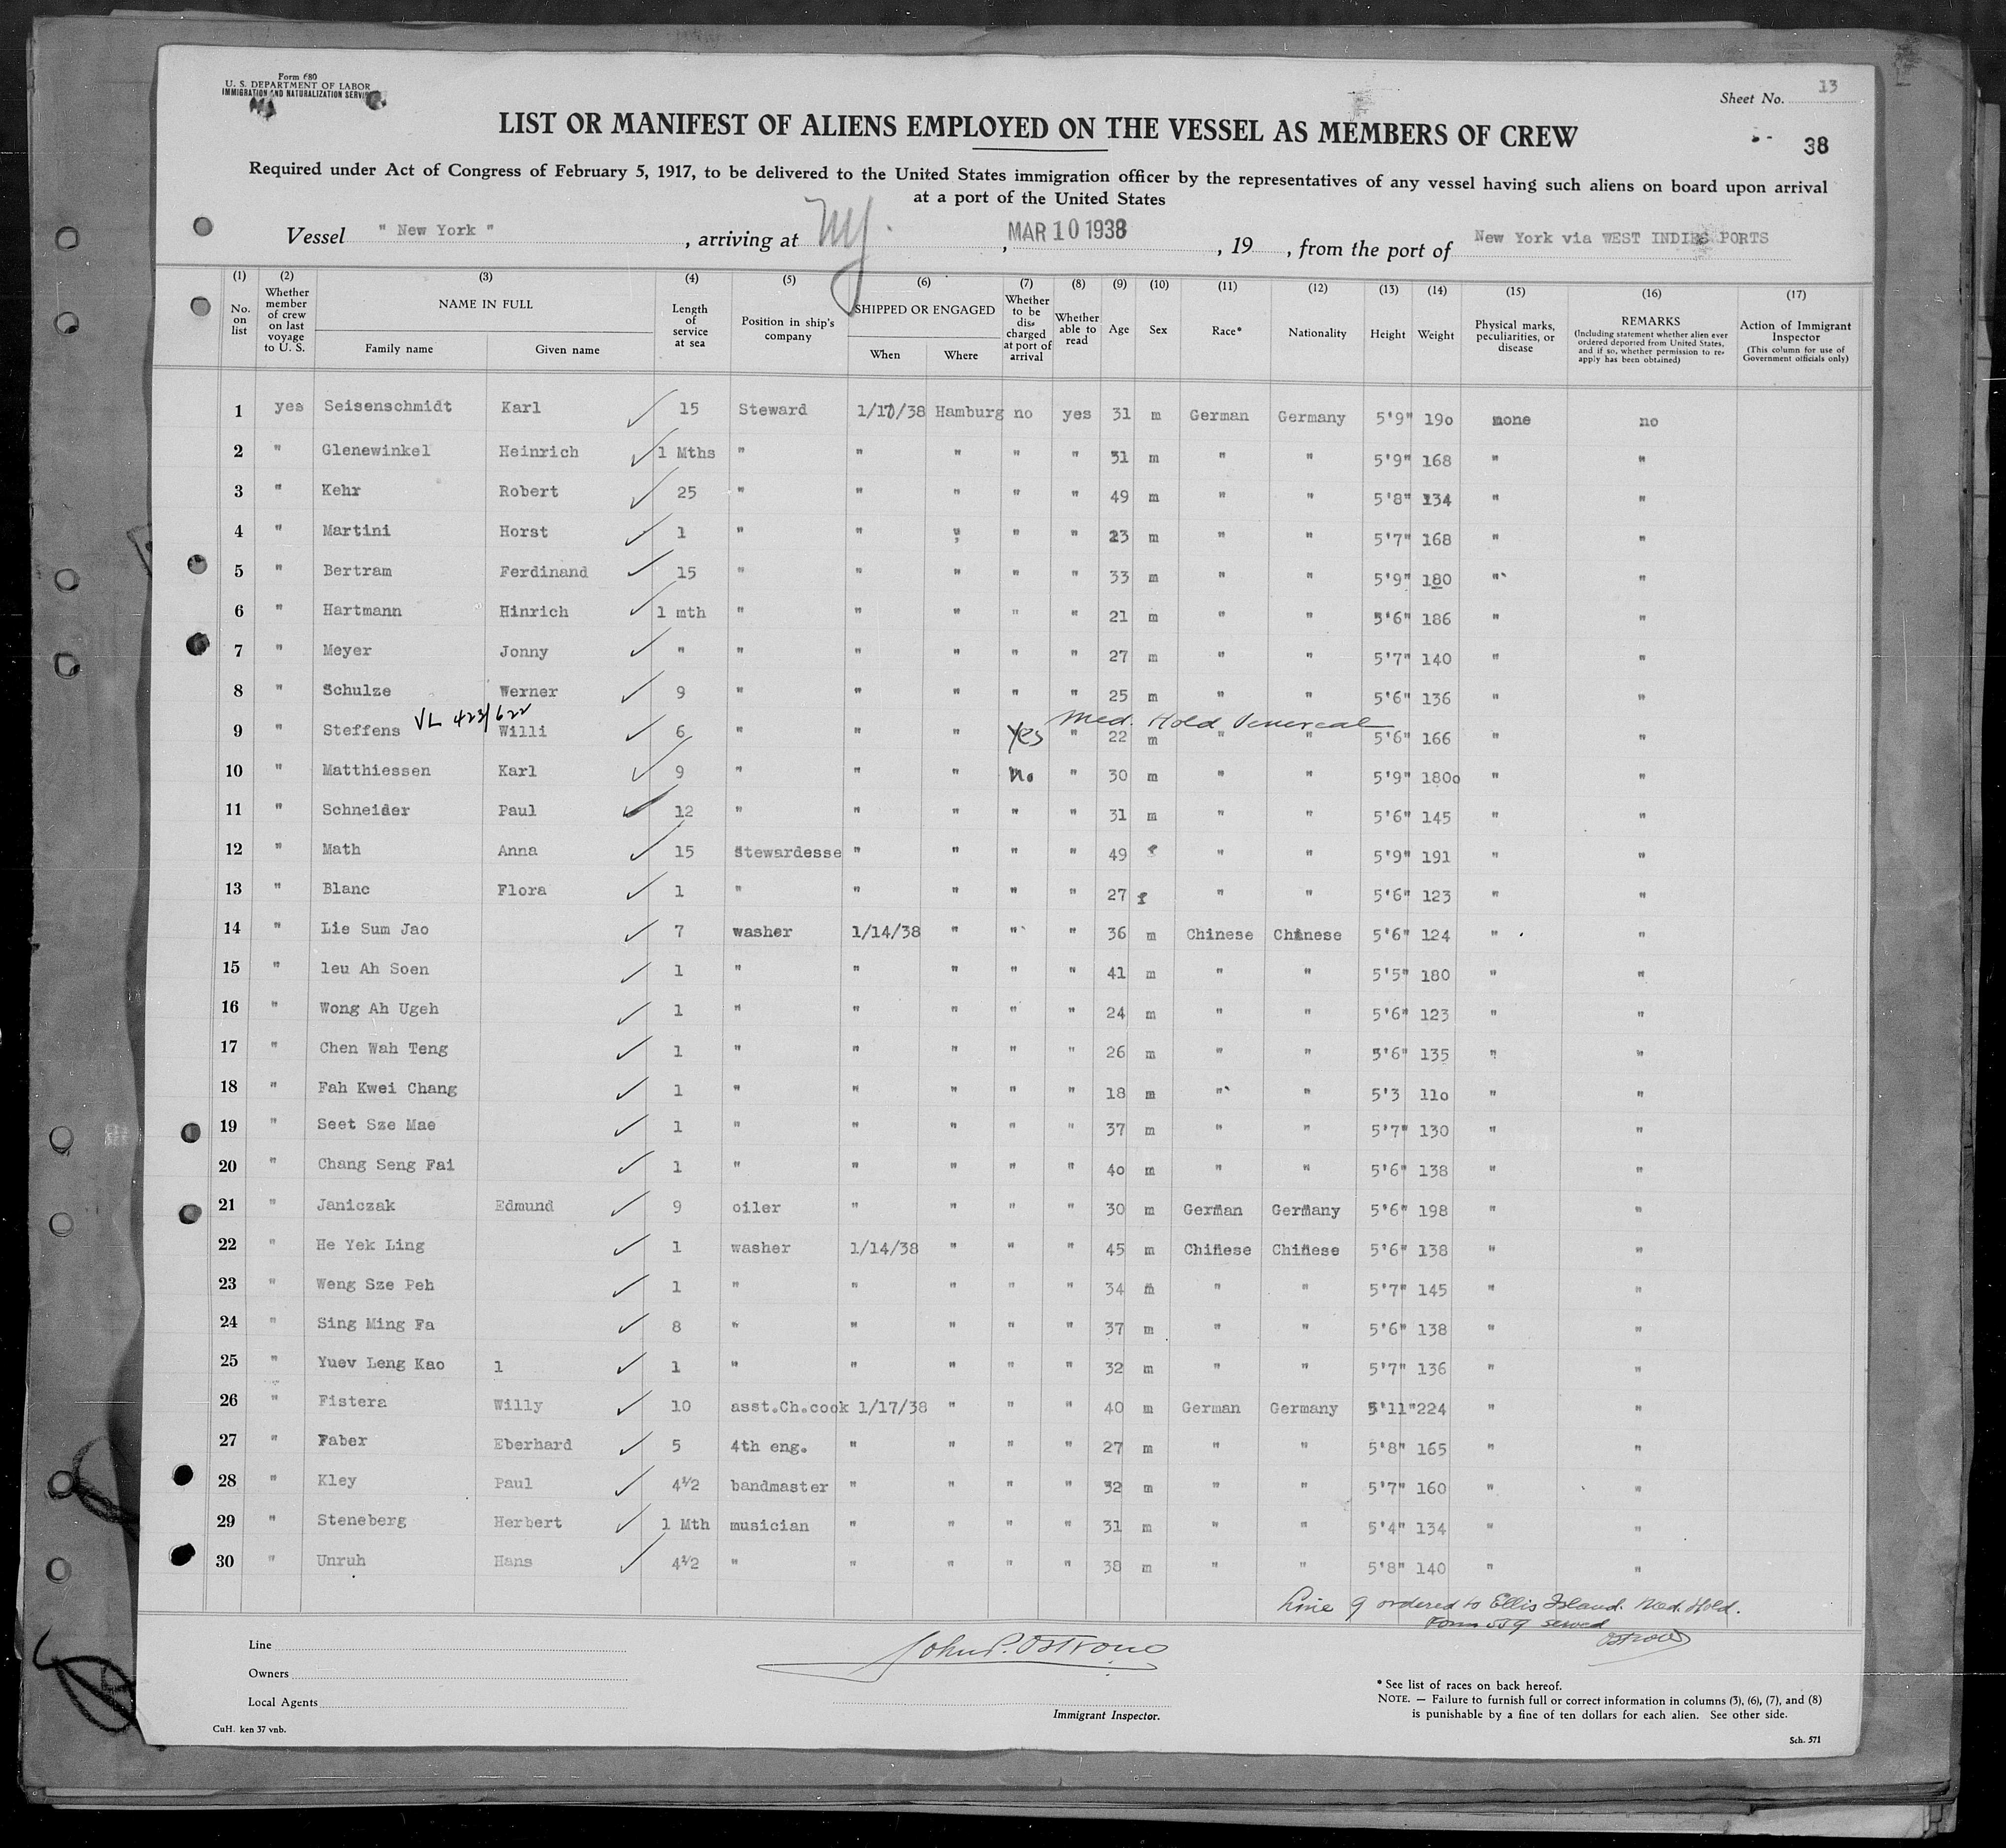 Form 680
U. S. DEPARTMENT OF LABOR
IMMIGRATION AND NATURALIZATION SERVICE
Sheet No. 13
LIST OR MANIFEST OF ALIENS EMPLOYED ON THE VESSEL AS MEMBERS OF CREW
38
Required under Act of Congress of February 5, 1917, to be delivered to the United States immigration officer by the representatives of any vessel having such aliens on board upon arrival
at a port of the United States
Vessel " New York " , arriving at NY. , MAR 10 1938 , 19 , from the port of New York via WEST INDIES PORTS
(1) (2) (3) (4) (5) (6) (7) (8) (9) (10) (11) (12) (13) (14) (15) (16) (17)
No. on list Whether member of crew on last voyage to U. S. NAME IN FULL Family name Given name Length of service at sea Position in ship's company SHIPPED OR ENGAGED When Where Whether to be discharged at port of arrival Whether able to read Age Sex Race* Nationality Height Weight Physical marks, peculiarities, or disease REMARKS (Including statement whether alien ever ordered deported from United States, and if so, whether permission to re-apply has been obtained) Action of Immigrant Inspector (This column for use of Government officials only)
1 yes Seisenschmidt Karl ✓ 15 Steward 1/10/38 Hamburg no yes 31 m German Germany 5'9" 190 none no
2 " Glenewinkel Heinrich ✓ 1 Mths " " " " " 31 m " " 5'9" 168 " "
3 " Kehr Robert ✓ 25 " " " " " 49 m " " 5'8" 134 " "
4 " Martini Horst ✓ 1 " " " " " 23 m " " 5'7" 168 " "
5 " Bertram Ferdinand ✓ 15 " " " " " 33 m " " 5'9" 180 " "
6 " Hartmann Hinrich ✓ 1 mth " " " " " 21 m " " 5'6" 186 " "
7 " Meyer Jonny ✓ " " " " " " 27 m " " 5'7" 140 " "
8 " Schulze Werner ✓ 9 " " " " " 25 m " " 5'6" 136 " "
VL 423/622 Med. Hold Venereal
9 " Steffens Willi ✓ 6 " " " Yes " 22 m " " 5'6" 166 " "
10 " Matthiessen Karl ✓ 9 " " " no " 30 m " " 5'9" 180o " "
11 " Schneider Paul ✓ 12 " " " " " 31 m " " 5'6" 145 " "
12 " Math Anna ✓ 15 Stewardesse " " " " 49 f " " 5'9" 191 " "
13 " Blanc Flora ✓ 1 " " " " " 27 f " " 5'6" 123 " "
14 " Lie Sum Jao ✓ 7 washer 1/14/38 " " " 36 m Chinese Chinese 5'6" 124 " "
15 " leu Ah Soen ✓ 1 " " " " " 41 m " " 5'5" 180 " "
16 " Wong Ah Ugeh ✓ 1 " " " " " 24 m " " 5'6" 123 " "
17 " Chen Wah Teng ✓ 1 " " " " " 26 m " " 5'6" 135 " "
18 " Fah Kwei Chang ✓ 1 " " " " " 18 m " " 5'3 110 " "
19 " Seet Sze Mae ✓ 1 " " " " " 37 m " " 5'7" 130 " "
20 " Chang Seng Fai ✓ 1 " " " " " 40 m " " 5'6" 138 " "
21 " Janiczak Edmund ✓ 9 oiler " " " " 30 m German Germany 5'6" 198 " "
22 " He Yek Ling ✓ 1 washer 1/14/38 " " " 45 m Chinese Chinese 5'6" 138 " "
23 " Weng Sze Peh ✓ 1 " " " " " 34 m " " 5'7" 145 " "
24 " Sing Ming Fa ✓ 8 " " " " " 37 m " " 5'6" 138 " "
25 " Yuev Leng Kao 1 ✓ 1 " " " " " 32 m " " 5'7" 136 " "
26 " Fistera Willy ✓ 10 asst.Ch.cook 1/17/38 " " " 40 m German Germany 5'11" 224 " "
27 " Faber Eberhard ✓ 5 4th eng. " " " " 27 m " " 5'8" 165 " "
28 " Kley Paul ✓ 4½ bandmaster " " " " 32 m " " 5'7" 160 " "
29 " Steneberg Herbert ✓ 1 Mth musician " " " " 31 m " " 5'4" 134 " "
30 " Unruh Hans ✓ 4½ " " " " " 38 m " " 5'8" 140 " "
Line 9 ordered to Ellis Island. Med. Hold.
Form 559 served
Ostrow
Line
John P. Ostrow
Owners
Local Agents
Immigrant Inspector.
* See list of races on back hereof.
NOTE. — Failure to furnish full or correct information in columns (3), (6), (7), and (8)
is punishable by a fine of ten dollars for each alien. See other side.
CuH. ken 37 vnb.
Sch. 571